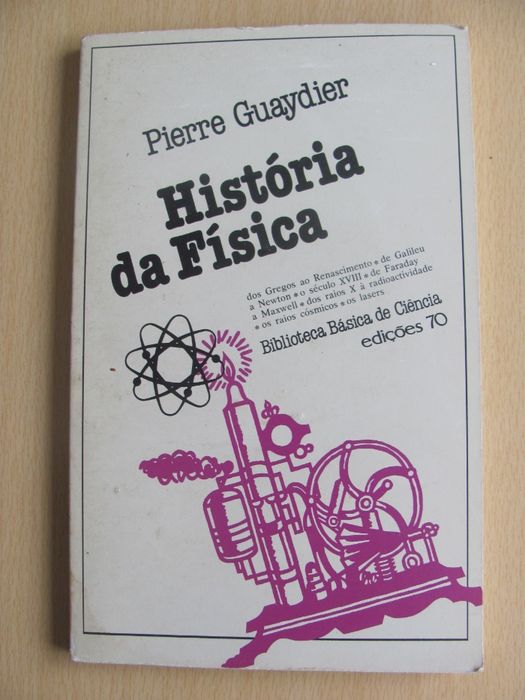 Pierre Guaydier
História
da Física
dos Gregos ao Renascimento * de Galileu
a Newton * o século XVIII * de Faraday
a Maxwell * dos raios X à radioactividade
* os raios cósmicos * os lasers
Biblioteca Básica de Ciência
edições 70